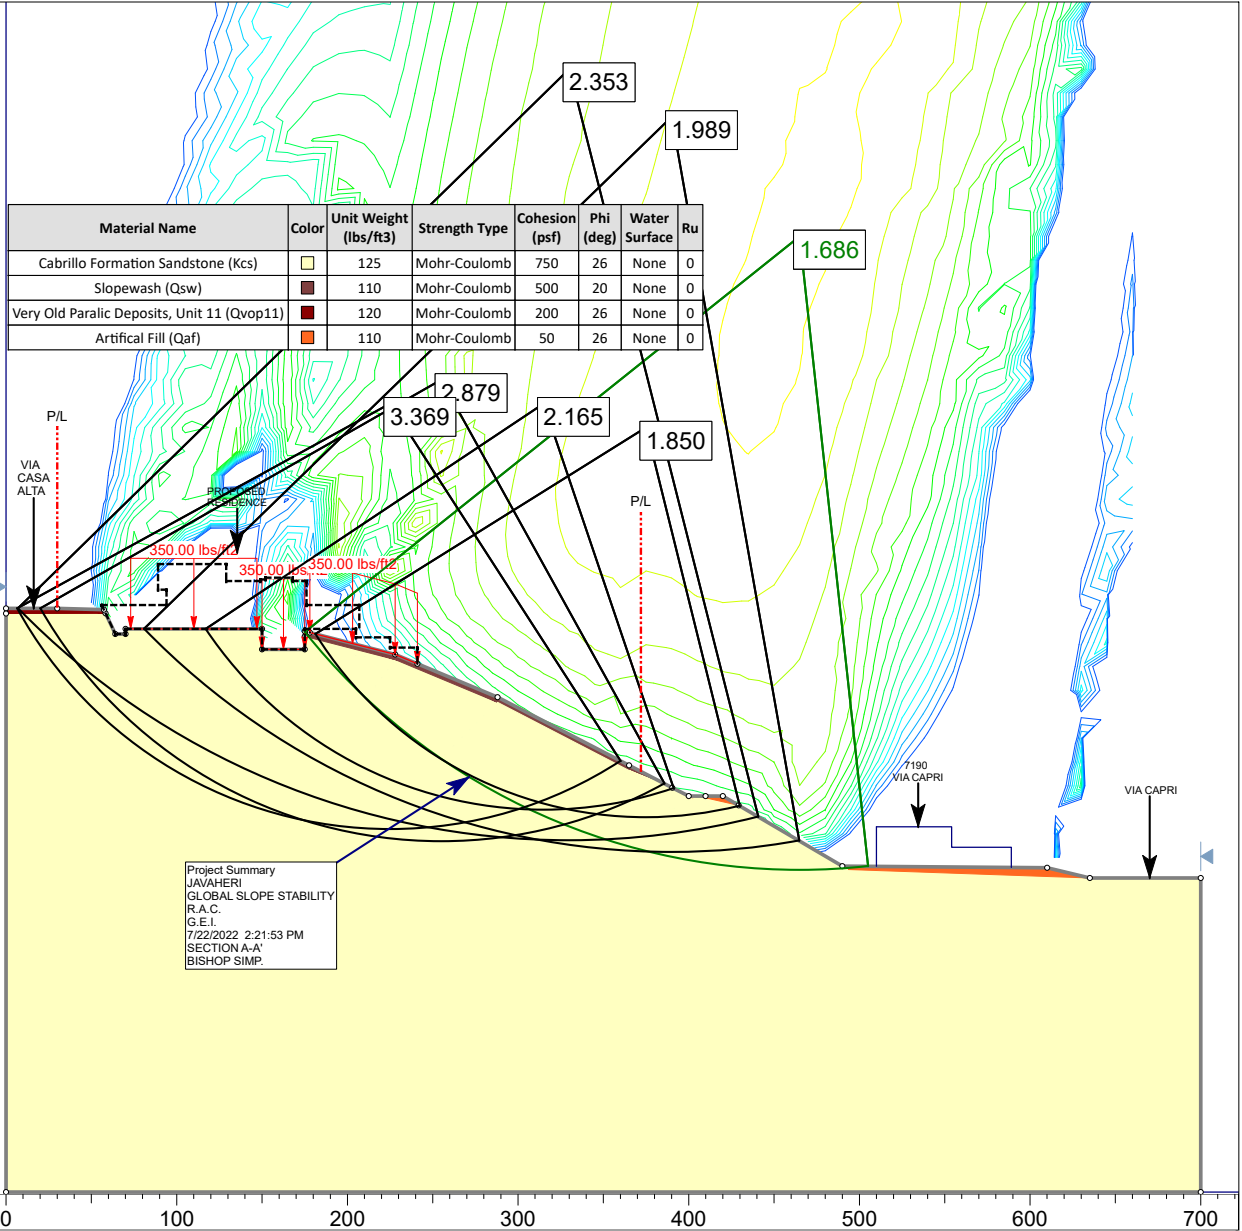 2.353
1.989
Material Name Color Unit Weight (lbs/ft3) Strength Type Cohesion (psf) Phi (deg) Water Surface Ru
Cabrillo Formation Sandstone (Kcs) 125 Mohr-Coulomb 750 26 None 0
Slopewash (Qsw) 110 Mohr-Coulomb 500 20 None 0
Very Old Paralic Deposits, Unit 11 (Qvop11) 120 Mohr-Coulomb 200 26 None 0
Artifical Fill (Qaf) 110 Mohr-Coulomb 50 26 None 0
1.686
2.879
3.369
2.165
1.850
P/L
VIA
CASA
ALTA
PROPOSED
RESIDENCE
P/L
350.00 lbs/ft2
350.00 lbs/
350.00 lbs/ft2
7190
VIA CAPRI
VIA CAPRI
Project Summary
JAVAHERI
GLOBAL SLOPE STABILITY
R.A.C.
G.E.I.
7/22/2022 2:21:53 PM
SECTION A-A'
BISHOP SIMP.
0 100 200 300 400 500 600 700